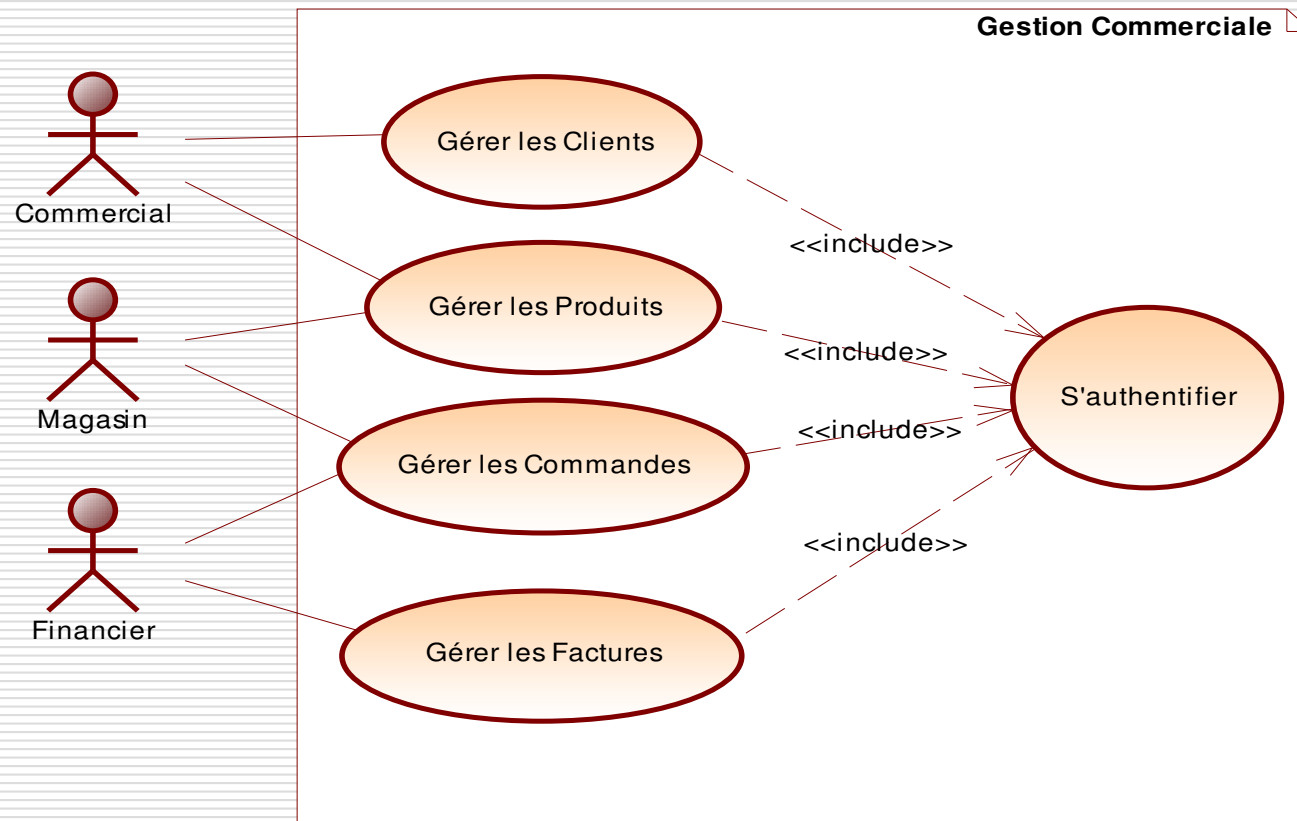 Gestion Commerciale
Commercial
Gérer les Clients
<<include>>
Gérer les Produits
<<include>>
Magasin
S'authentifier
Gérer les Commandes
<<include>>
Financier
<<include>>
Gérer les Factures